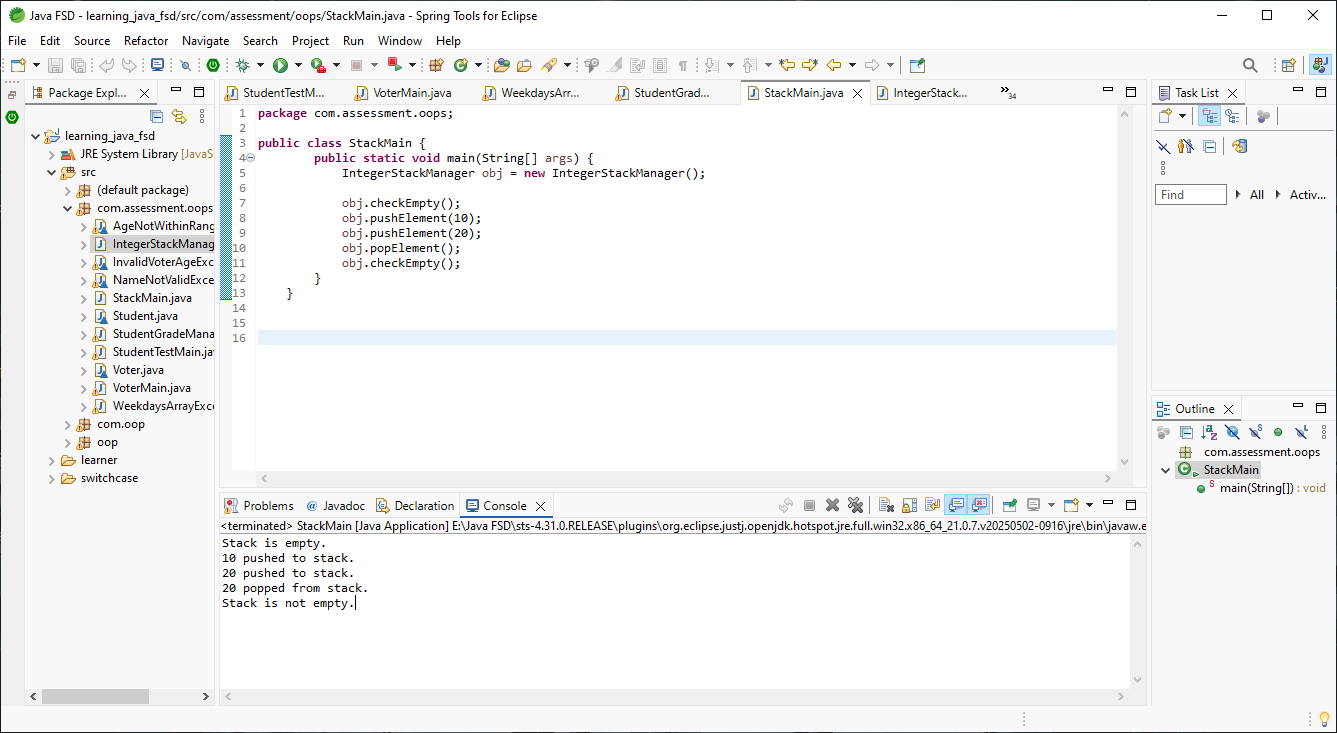 Java FSD - learning_java_fsd/src/com/assessment/oops/StackMain.java - Spring Tools for Eclipse
File Edit Source Refactor Navigate Search Project Run Window Help
Package Expl...
learning_java_fsd
JRE System Library [JavaS
src
(default package)
com.assessment.oops
AgeNotWithinRang
IntegerStackManag
InvalidVoterAgeExc
NameNotValidExce
StackMain.java
Student.java
StudentGradeMana
StudentTestMain.ja
Voter.java
VoterMain.java
WeekdaysArrayExc
com.oop
oop
learner
switchcase
StudentTestM... VoterMain.java WeekdaysArr... StudentGrad... StackMain.java IntegerStack... »34
1 package com.assessment.oops;
2
3 public class StackMain {
4 public static void main(String[] args) {
5 IntegerStackManager obj = new IntegerStackManager();
6
7 obj.checkEmpty();
8 obj.pushElement(10);
9 obj.pushElement(20);
10 obj.popElement();
11 obj.checkEmpty();
12 }
13 }
14
15
16
Problems @ Javadoc Declaration Console
<terminated> StackMain [Java Application] E:\Java FSD\sts-4.31.0.RELEASE\plugins\org.eclipse.justj.openjdk.hotspot.jre.full.win32.x86_64_21.0.7.v20250502-0916\jre\bin\javaw.e
Stack is empty.
10 pushed to stack.
20 pushed to stack.
20 popped from stack.
Stack is not empty.
Task List
Find All Activ...
Outline
com.assessment.oops
StackMain
main(String[]) : void